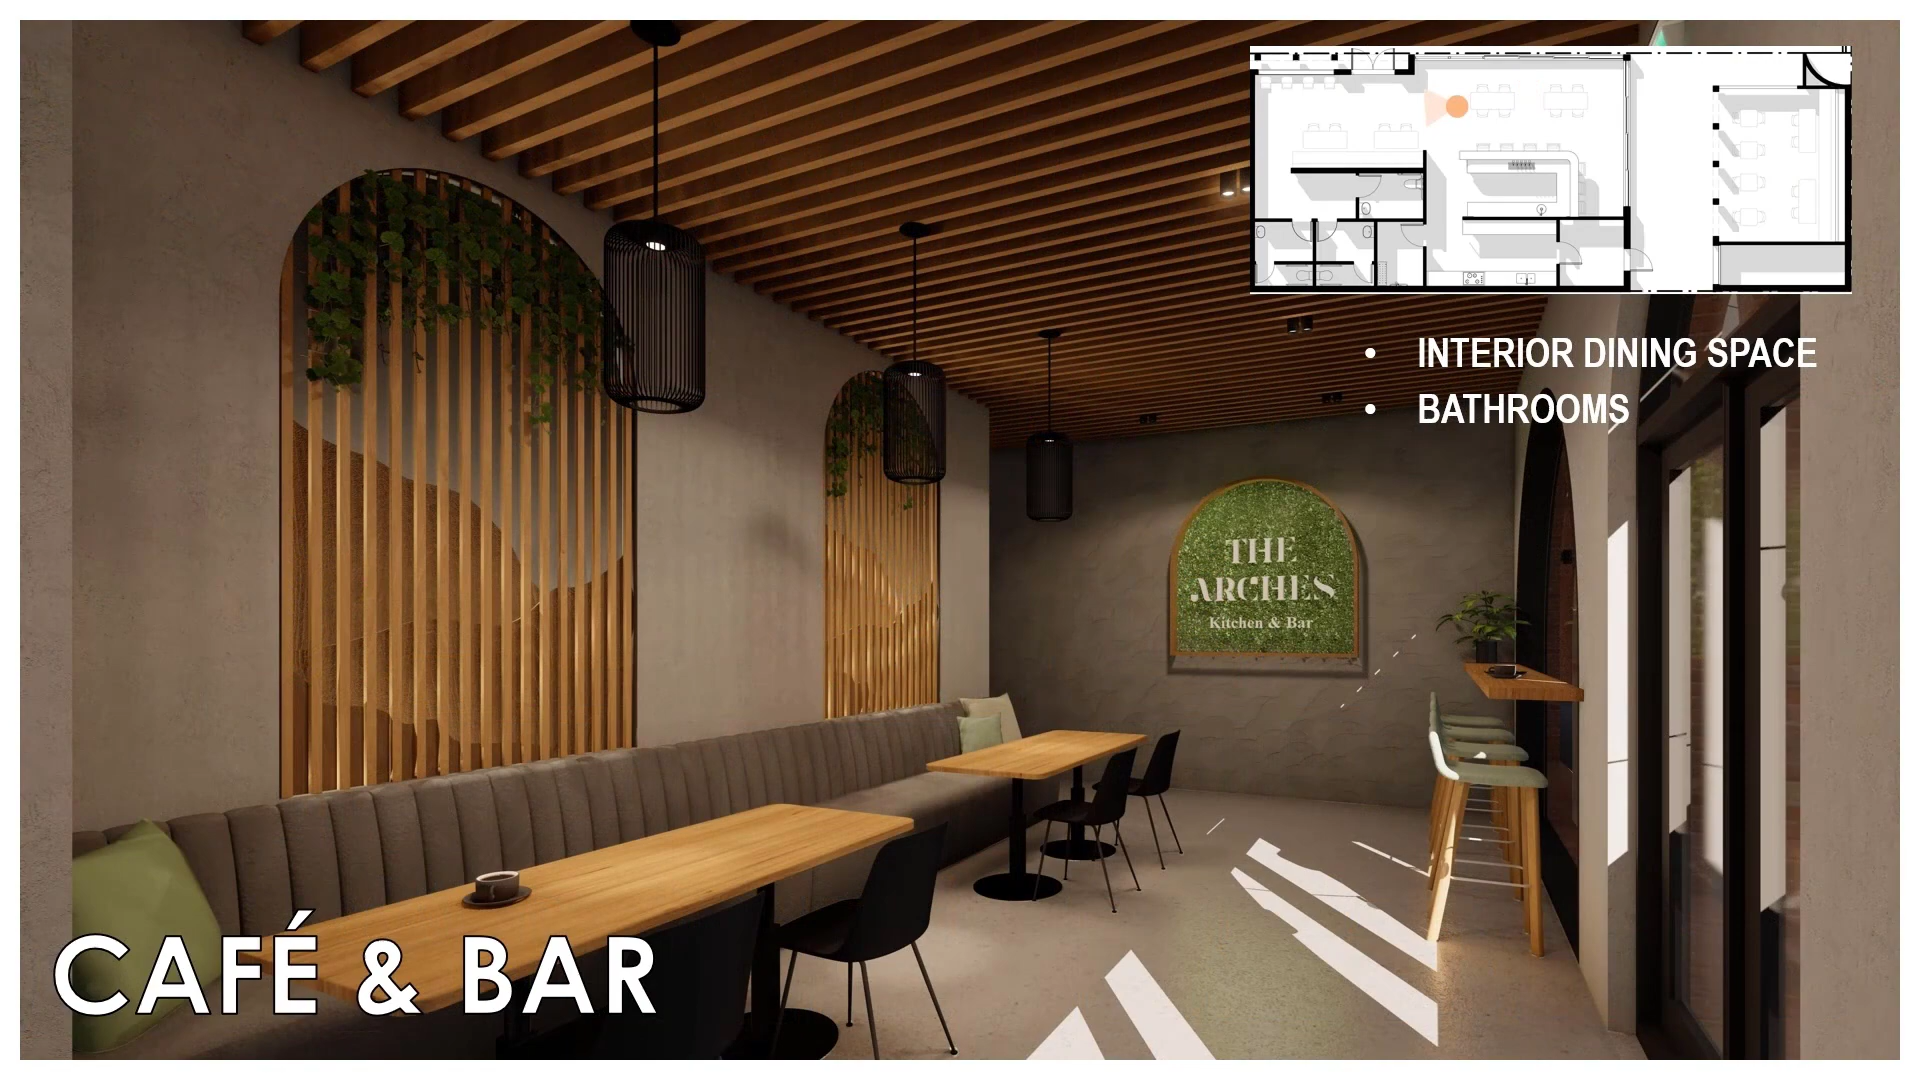 INTERIOR DINING SPACE
BATHROOMS
THE
ARCHES
Kitchen & Bar
CAFÉ & BAR